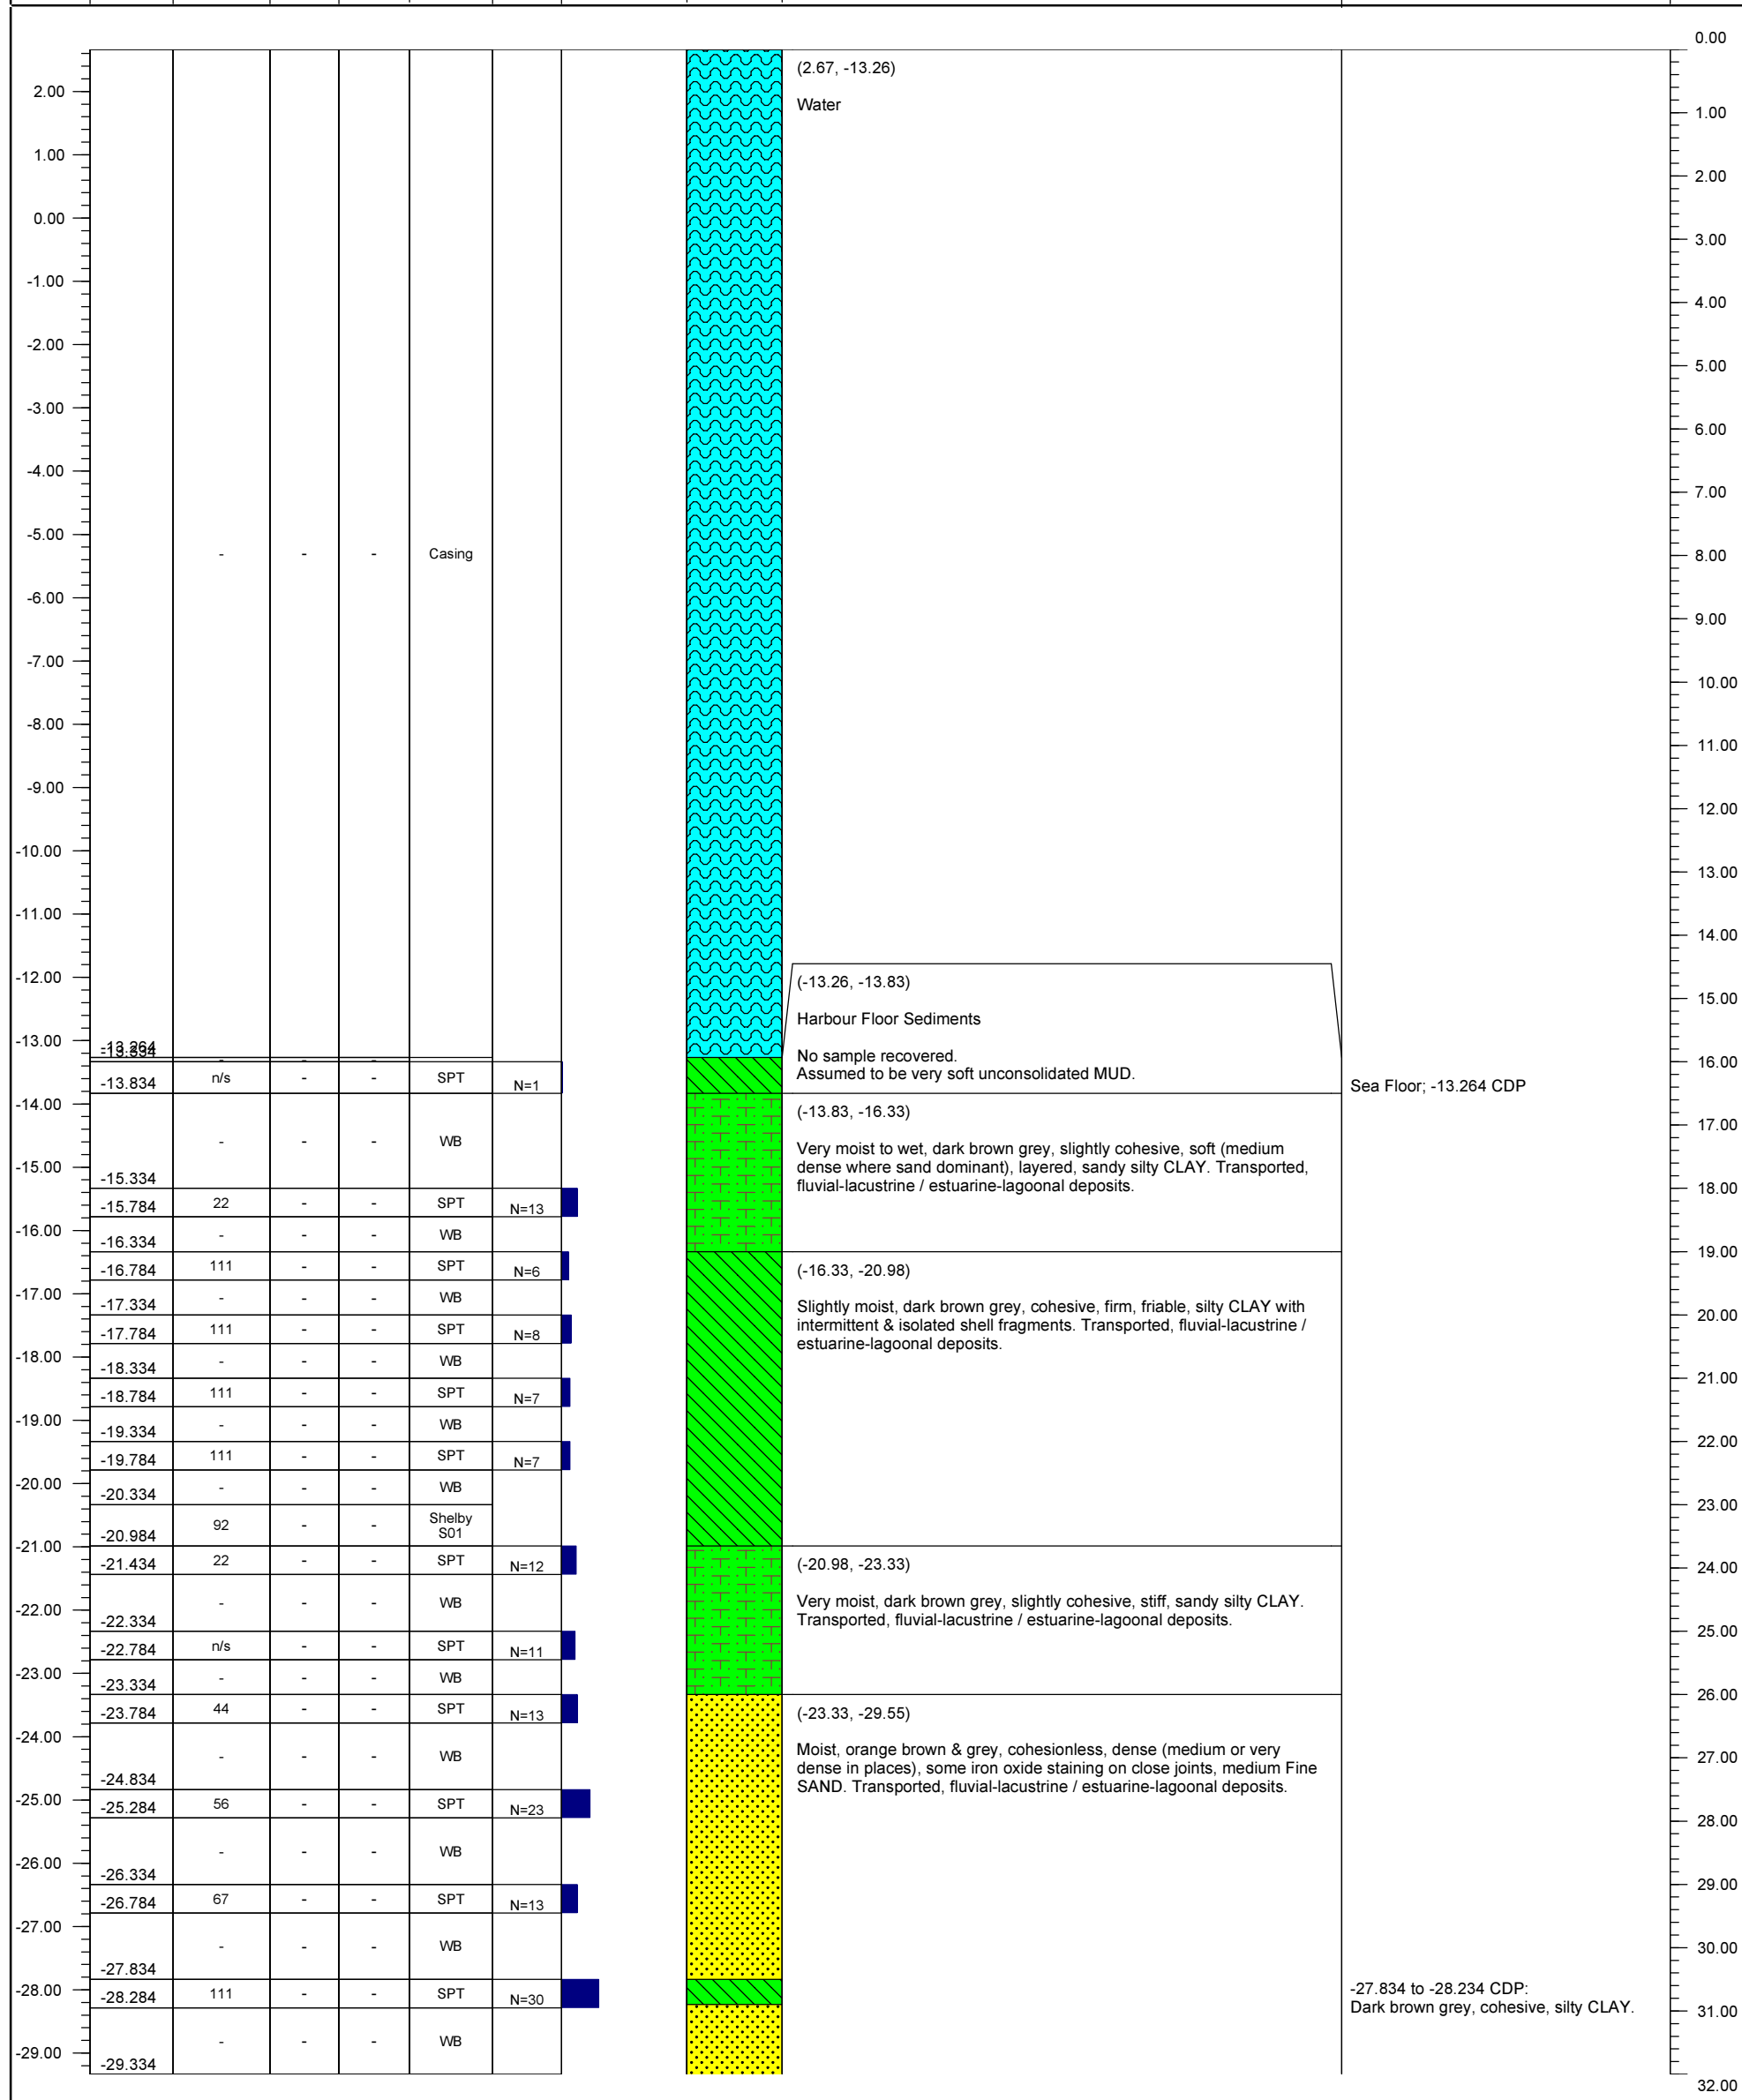 2.00
1.00
0.00
-1.00
-2.00
-3.00
-4.00
-5.00
-6.00
-7.00
-8.00
-9.00
-10.00
-11.00
-12.00
-13.00
-14.00
-15.00
-16.00
-17.00
-18.00
-19.00
-20.00
-21.00
-22.00
-23.00
-24.00
-25.00
-26.00
-27.00
-28.00
-29.00
- - - Casing
-13.264
-13.334 - - -
-13.834 n/s - - SPT N=1
-15.334 - - - WB
-15.784 22 - - SPT N=13
-16.334 - - - WB
-16.784 111 - - SPT N=6
-17.334 - - - WB
-17.784 111 - - SPT N=8
-18.334 - - - WB
-18.784 111 - - SPT N=7
-19.334 - - - WB
-19.784 111 - - SPT N=7
-20.334 - - - WB
-20.984 92 - - Shelby
S01
-21.434 22 - - SPT N=12
-22.334 - - - WB
-22.784 n/s - - SPT N=11
-23.334 - - - WB
-23.784 44 - - SPT N=13
-24.834 - - - WB
-25.284 56 - - SPT N=23
-26.334 - - - WB
-26.784 67 - - SPT N=13
-27.834 - - - WB
-28.284 111 - - SPT N=30
-29.334 - - - WB
(2.67, -13.26)
Water
(-13.26, -13.83)
Harbour Floor Sediments
No sample recovered.
Assumed to be very soft unconsolidated MUD.
(-13.83, -16.33)
Very moist to wet, dark brown grey, slightly cohesive, soft (medium
dense where sand dominant), layered, sandy silty CLAY. Transported,
fluvial-lacustrine / estuarine-lagoonal deposits.
(-16.33, -20.98)
Slightly moist, dark brown grey, cohesive, firm, friable, silty CLAY with
intermittent & isolated shell fragments. Transported, fluvial-lacustrine /
estuarine-lagoonal deposits.
(-20.98, -23.33)
Very moist, dark brown grey, slightly cohesive, stiff, sandy silty CLAY.
Transported, fluvial-lacustrine / estuarine-lagoonal deposits.
(-23.33, -29.55)
Moist, orange brown & grey, cohesionless, dense (medium or very
dense in places), some iron oxide staining on close joints, medium Fine
SAND. Transported, fluvial-lacustrine / estuarine-lagoonal deposits.
Sea Floor; -13.264 CDP
-27.834 to -28.234 CDP:
Dark brown grey, cohesive, silty CLAY.
0.00
1.00
2.00
3.00
4.00
5.00
6.00
7.00
8.00
9.00
10.00
11.00
12.00
13.00
14.00
15.00
16.00
17.00
18.00
19.00
20.00
21.00
22.00
23.00
24.00
25.00
26.00
27.00
28.00
29.00
30.00
31.00
32.00